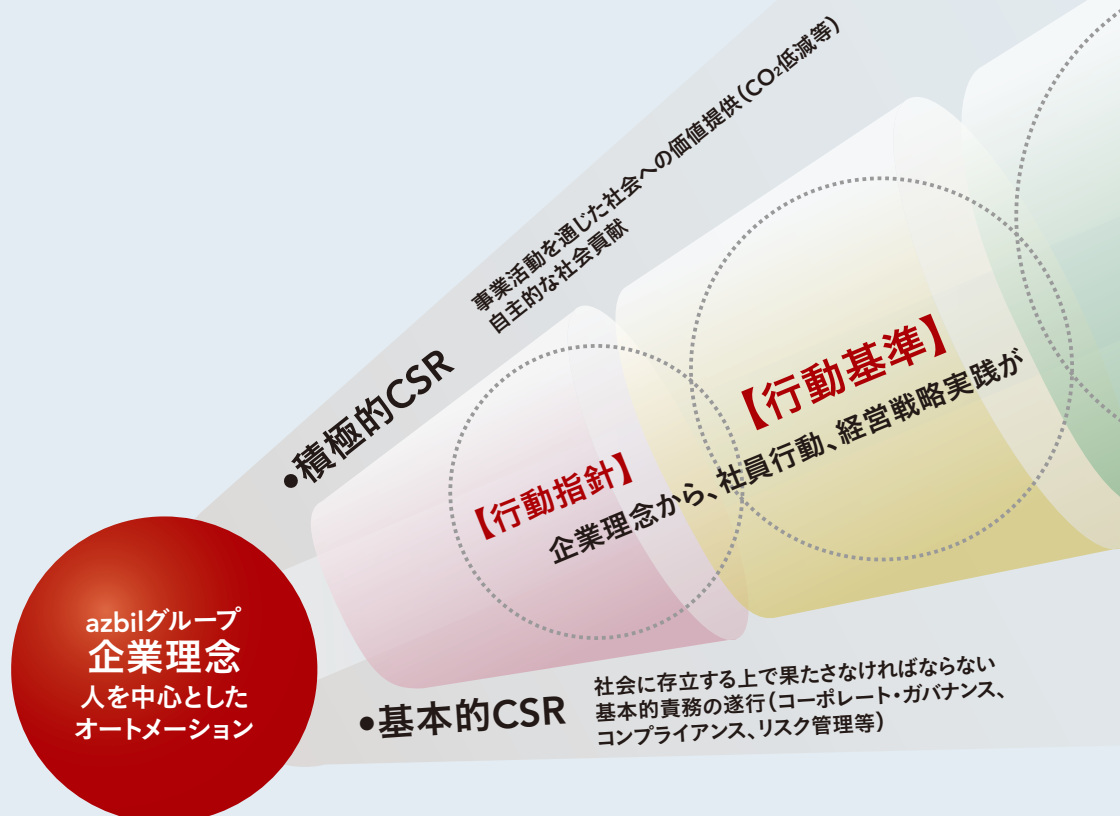 •積極的CSR
事業活動を通じた社会への価値提供（CO₂低減等）
自主的な社会貢献
【行動指針】
【行動基準】
企業理念から、社員行動、経営戦略実践が
azbilグループ
企業理念
人を中心とした
オートメーション
•基本的CSR
社会に存立する上で果たさなければならない
基本的責務の遂行（コーポレート・ガバナンス、
コンプライアンス、リスク管理等）